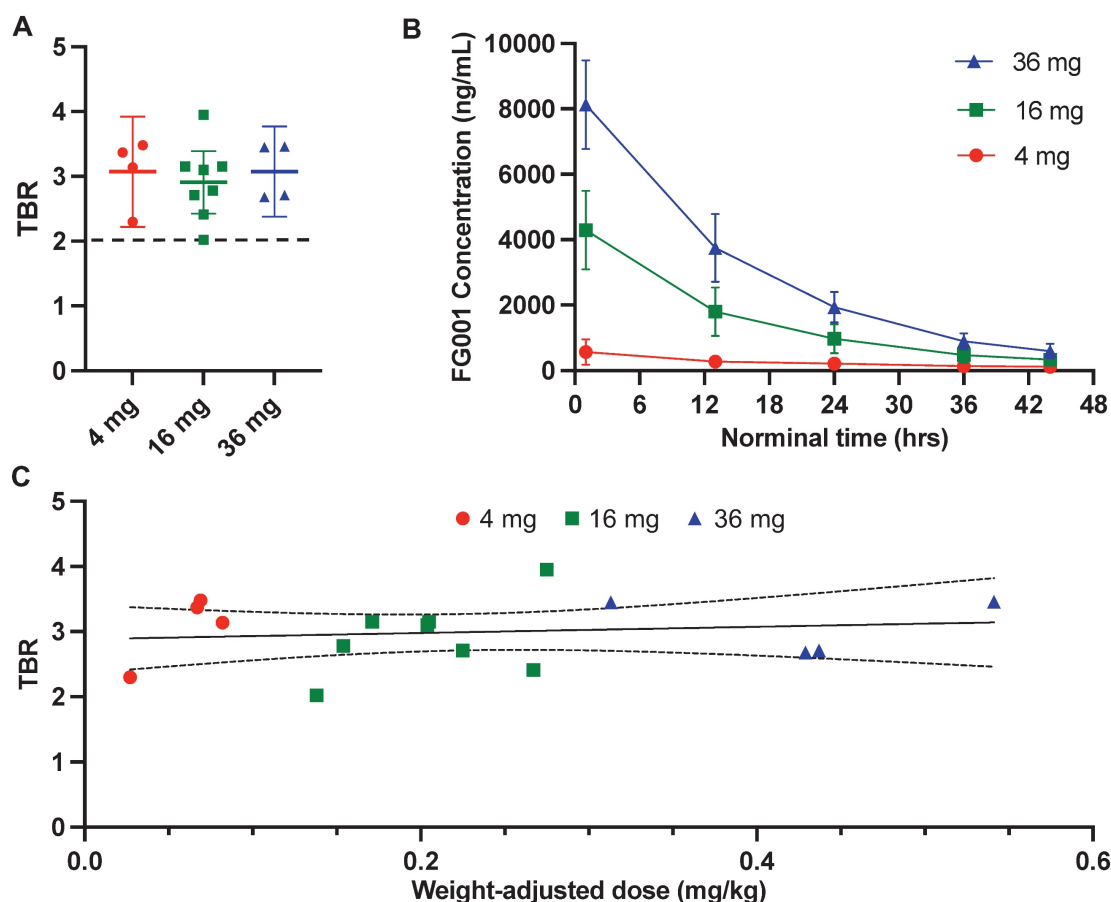 A
TBR
5
4
3
2
1
0
4 mg
16 mg
36 mg
B
FG001 Concentration (ng/mL)
10000
8000
6000
4000
2000
0
0 6 12 18 24 30 36 42 48
Norminal time (hrs)
36 mg
16 mg
4 mg
C
TBR
5
4
3
2
1
0
4 mg 16 mg 36 mg
0.0 0.2 0.4 0.6
Weight-adjusted dose (mg/kg)